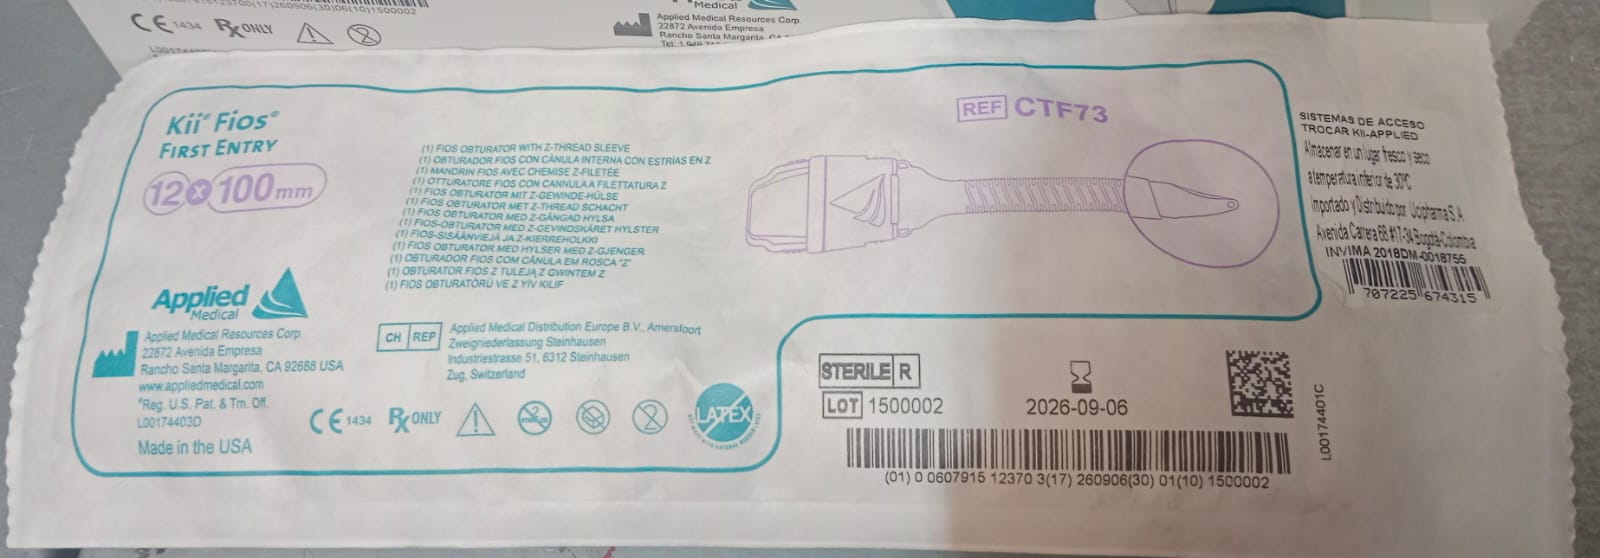 (17)260906(30)06(10)1500002
CE 1434 Rx ONLY
Medical
Applied Medical Resources Corp.
22872 Avenida Empresa
Rancho Santa Margarita, CA
Kii® Fios®
FIRST ENTRY
12 x 100 mm
(1) FIOS OBTURATOR WITH Z-THREAD SLEEVE
(1) OBTURADOR FIOS CON CÁNULA INTERNA CON ESTRÍAS EN Z
(1) MANDRIN FIOS AVEC CHEMISE Z-FILETÉE
(1) OTTURATORE FIOS CON CANNULA A FILETTATURA Z
(1) FIOS OBTURATOR MIT Z-GEWINDE-HÜLSE
(1) FIOS OBTURATOR MET Z-THREAD SCHACHT
(1) FIOS OBTURATOR MED Z-GÄNGAD HYLSA
(1) FIOS-OBTURATOR MED Z-GEVINDSKÅRET HYLSTER
(1) FIOS-SISÄÄNVIEJÄ JA Z-KIERREHOLKKI
(1) FIOS OBTURATOR MED HYLSER MED Z-GJENGER
(1) OBTURADOR FIOS COM CÂNULA EM ROSCA "Z"
(1) OBTURATOR FIOS Z TULEJĄ Z GWINTEM Z
(1) FIOS OBTURATÖRÜ VE Z YİV KILIF
REF CTF73
SISTEMAS DE ACCESO
TROCAR KII-APPLIED
Almacenar en un lugar fresco y seco
a temperatura inferior de 30°C
Importado y Distribuido por Ucipharma S.A.
Avenida Carrera 68 #17-34 Bogotá-Colombia
INVIMA 2018DM-0018755
707225 674315
Applied
Medical
Applied Medical Resources Corp.
22872 Avenida Empresa
Rancho Santa Margarita, CA 92688 USA
www.appliedmedical.com
®Reg. U.S. Pat. & Tm. Off.
L00174403D
Made in the USA
CH REP
Applied Medical Distribution Europe B.V., Amersfoort
Zweigniederlassung Steinhausen
Industriestrasse 51, 6312 Steinhausen
Zug, Switzerland
CE 1434 Rx ONLY
LATEX
STERILE R
LOT 1500002
2026-09-06
L00174401C
(01) 0 0607915 12370 3(17) 260906(30) 01(10) 1500002